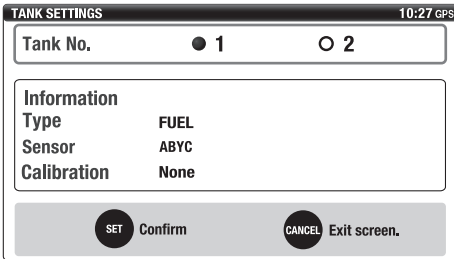 TANK SETTINGS 10:27 GPS
Tank No. 1 2
Information
Type FUEL
Sensor ABYC
Calibration None
SET Confirm CANCEL Exit screen.